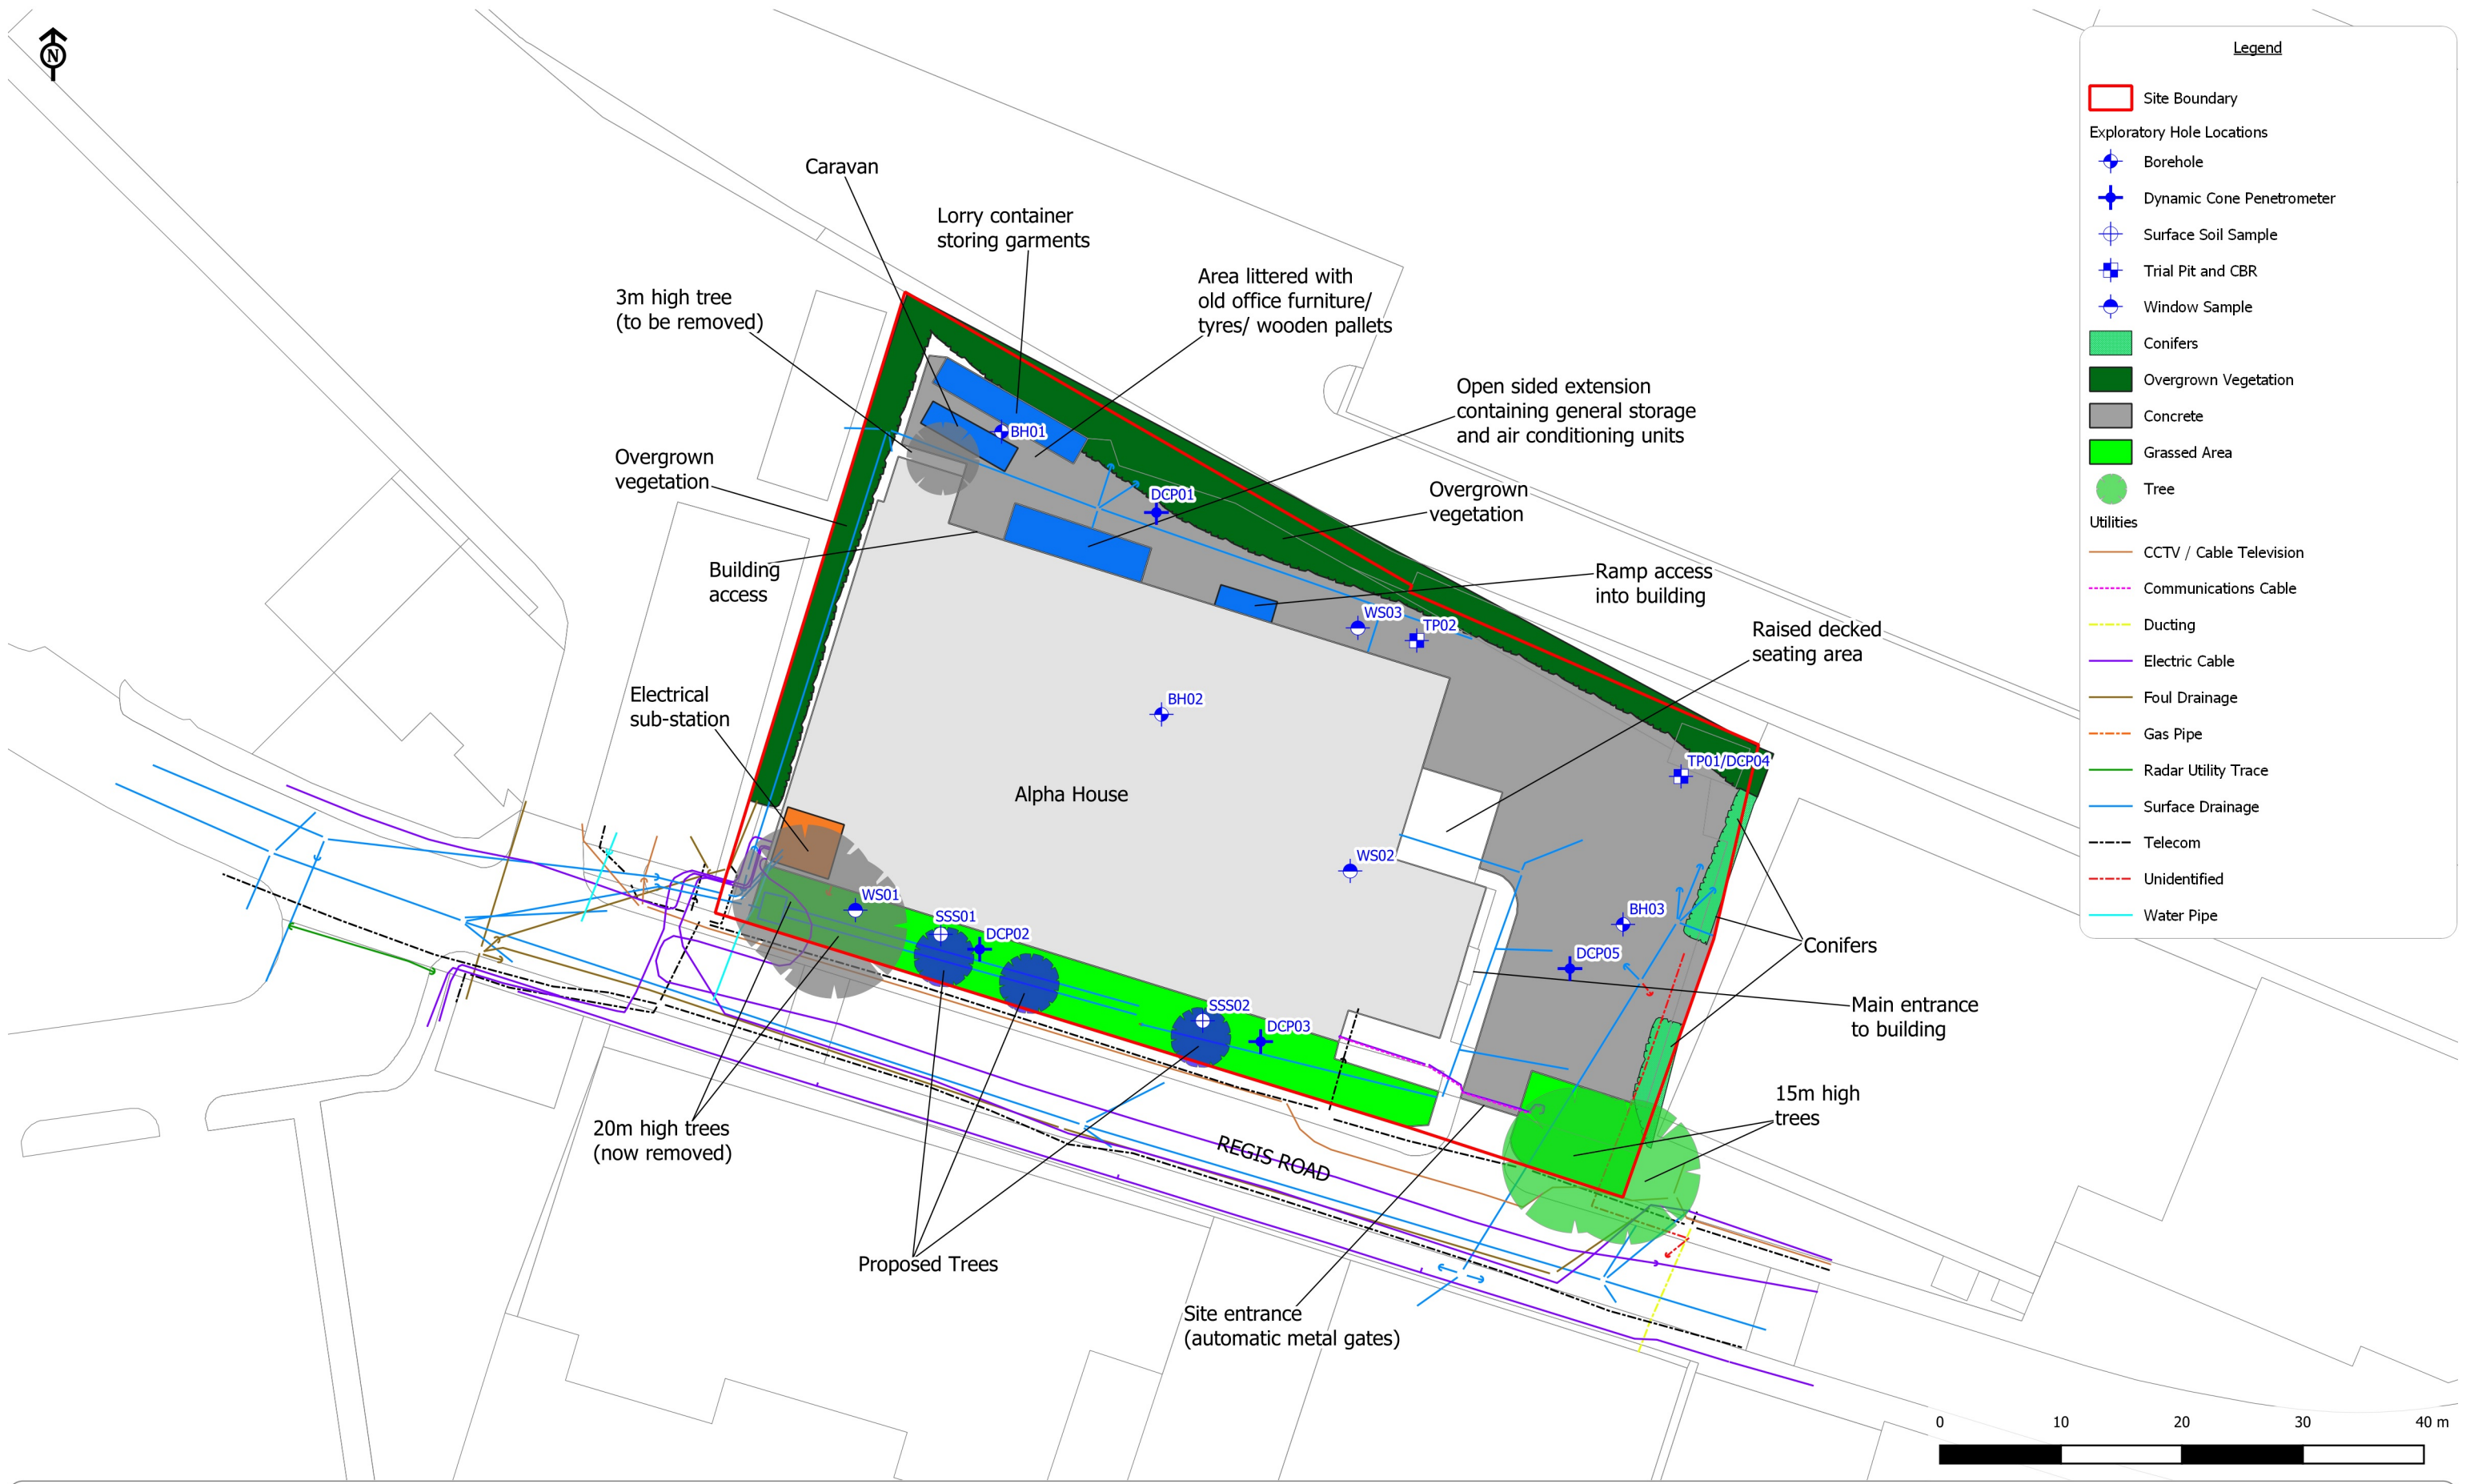 N
Legend
Site Boundary
Exploratory Hole Locations
Borehole
Dynamic Cone Penetrometer
Surface Soil Sample
Trial Pit and CBR
Window Sample
Conifers
Overgrown Vegetation
Concrete
Grassed Area
Tree
Utilities
CCTV / Cable Television
Communications Cable
Ducting
Electric Cable
Foul Drainage
Gas Pipe
Radar Utility Trace
Surface Drainage
Telecom
Unidentified
Water Pipe
Caravan
Lorry container
storing garments
Area littered with
old office furniture/
tyres/ wooden pallets
3m high tree
(to be removed)
Open sided extension
containing general storage
and air conditioning units
BH01
Overgrown
vegetation
DCP01
Overgrown
vegetation
Building
access
Ramp access
into building
WS03
TP02
Raised decked
seating area
Electrical
sub-station
BH02
TP01/DCP04
Alpha House
WS02
WS01
SSS01
DCP02
BH03
DCP05
Conifers
SSS02
DCP03
Main entrance
to building
15m high
trees
20m high trees
(now removed)
REGIS ROAD
Proposed Trees
Site entrance
(automatic metal gates)
0 10 20 30 40 m